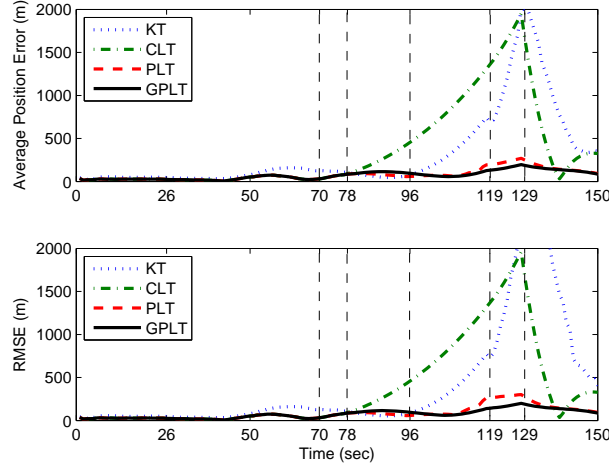 2000
1500
1000
500
0
Average Position Error (m)
KT
CLT
PLT
GPLT
0 26 50 70 78 96 119 129 150
2000
1500
1000
500
0
RMSE (m)
KT
CLT
PLT
GPLT
0 26 50 70 78 96 119 129 150
Time (sec)